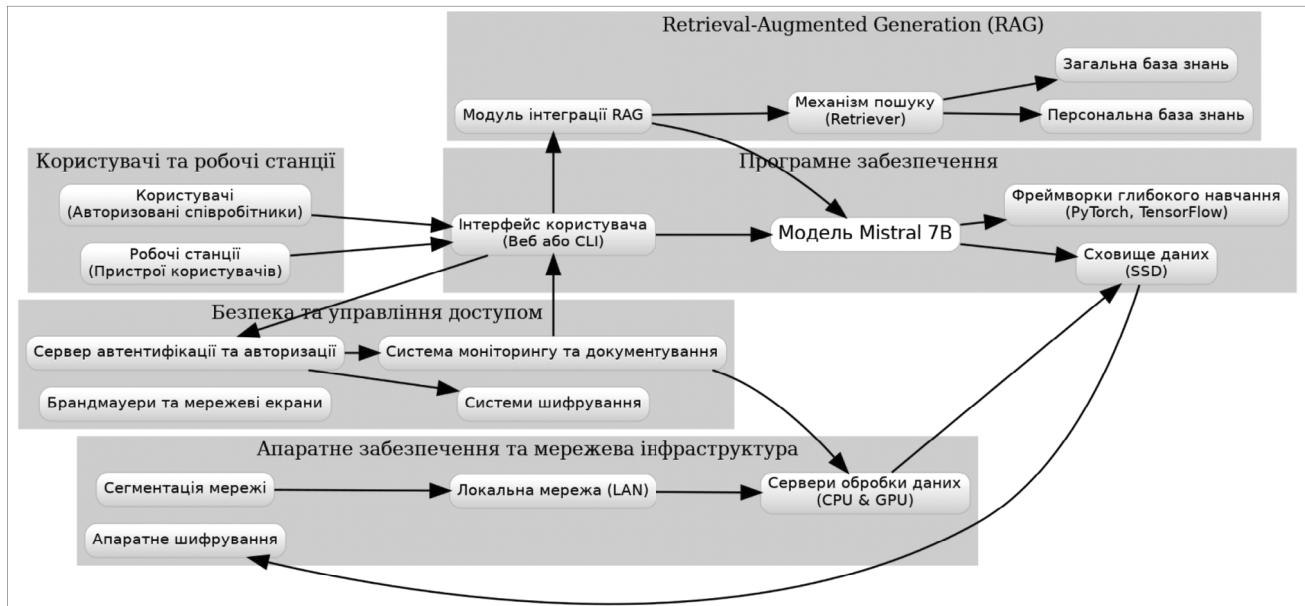 Retrieval-Augmented Generation (RAG)
Загальна база знань
Модуль інтеграції RAG
Механізм пошуку
(Retriever)
Персональна база знань
Користувачі та робочі станції
Користувачі
(Авторизовані співробітники)
Робочі станції
(Пристрої користувачів)
Програмне забезпечення
Інтерфейс користувача
(Веб або CLI)
Модель Mistral 7B
Фреймворки глибокого навчання
(PyTorch, TensorFlow)
Сховище даних
(SSD)
Безпека та управління доступом
Сервер автентифікації та авторизації
Система моніторингу та документування
Брандмауери та мережеві екрани
Системи шифрування
Апаратне забезпечення та мережева інфраструктура
Сегментація мережі
Локальна мережа (LAN)
Сервери обробки даних
(CPU & GPU)
Апаратне шифрування